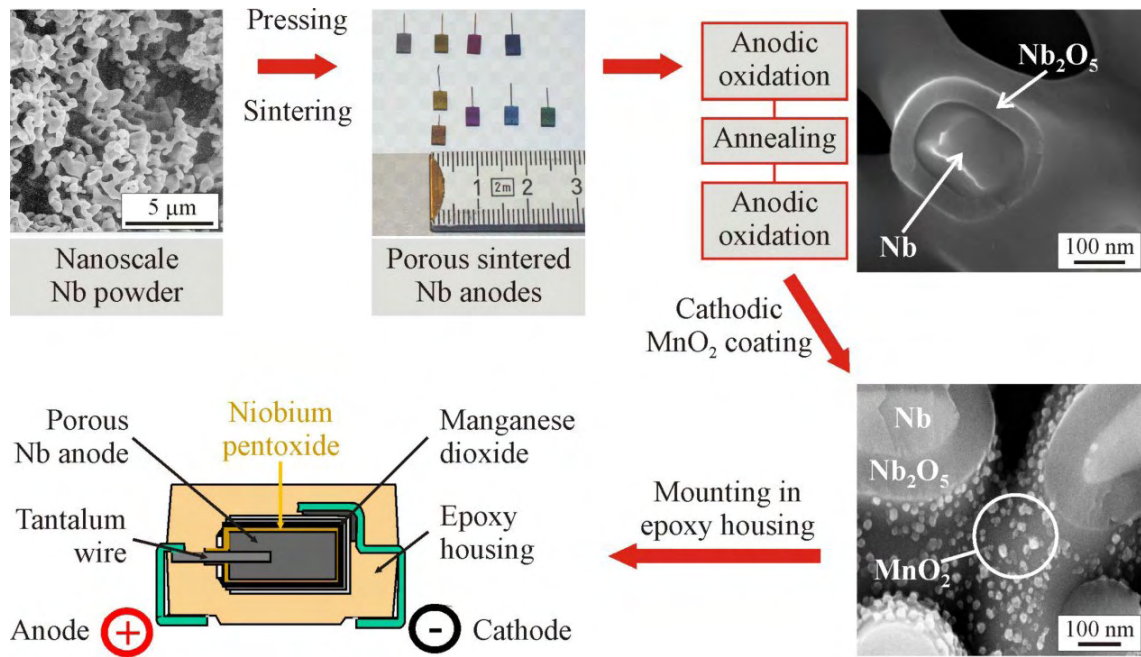 Pressing
Sintering
5 μm
Nanoscale
Nb powder
1 2m 2 3
Porous sintered
Nb anodes
Anodic
oxidation
Annealing
Anodic
oxidation
Nb₂O₅
Nb
100 nm
Cathodic
MnO₂ coating
Nb
Nb₂O₅
MnO₂
100 nm
Mounting in
epoxy housing
Porous
Nb anode
Niobium
pentoxide
Manganese
dioxide
Tantalum
wire
Epoxy
housing
Anode +
- Cathode